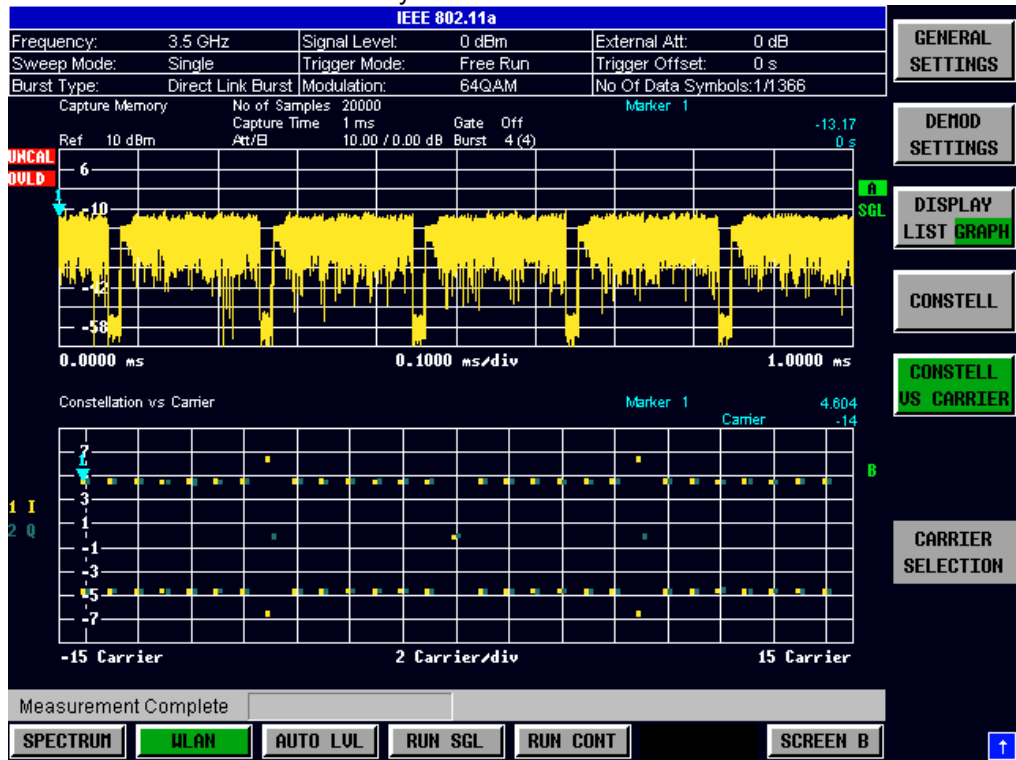 IEEE 802.11a
Frequency: 3.5 GHz Signal Level: 0 dBm External Att: 0 dB
Sweep Mode: Single Trigger Mode: Free Run Trigger Offset: 0 s
Burst Type: Direct Link Burst Modulation: 64QAM No Of Data Symbols: 1/1366
Capture Memory No of Samples 20000 Marker 1
Capture Time 1 ms Gate Off -13.17
Ref 10 dBm Att/El 10.00 / 0.00 dB Burst 4 (4) 0 s
UNCAL
OVLD
6
1
-10
-42
-58
A
SGL
0.0000 ms 0.1000 ms/div 1.0000 ms
Constellation vs Carrier Marker 1 4.604
Carrier -14
7
1
3
1
-1
-3
-5
-7
B
1 I
2 Q
-15 Carrier 2 Carrier/div 15 Carrier
Measurement Complete
SPECTRUM WLAN AUTO LVL RUN SGL RUN CONT SCREEN B
GENERAL
SETTINGS
DEMOD
SETTINGS
DISPLAY
LIST GRAPH
CONSTELL
CONSTELL
VS CARRIER
CARRIER
SELECTION
↑